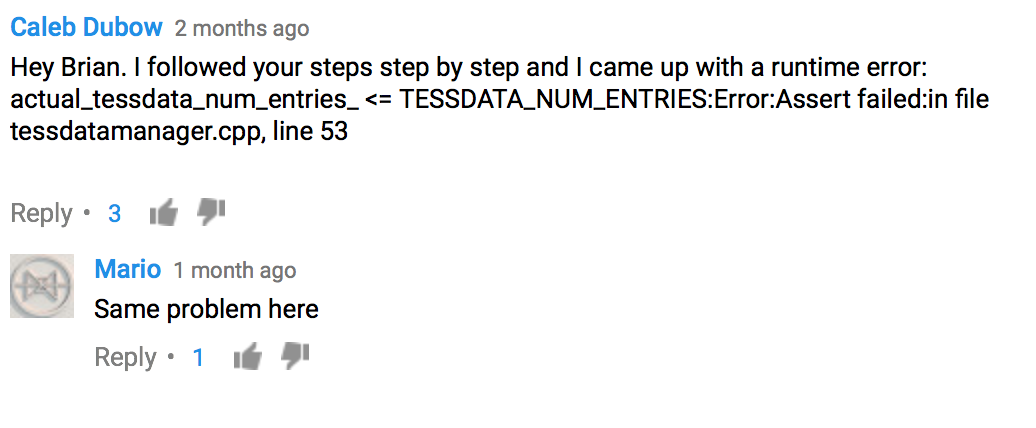 Caleb Dubow 2 months ago
Hey Brian. I followed your steps step by step and I came up with a runtime error:
actual_tessdata_num_entries_ <= TESSDATA_NUM_ENTRIES:Error:Assert failed:in file
tessdatamanager.cpp, line 53
Reply • 3
Mario 1 month ago
Same problem here
Reply • 1